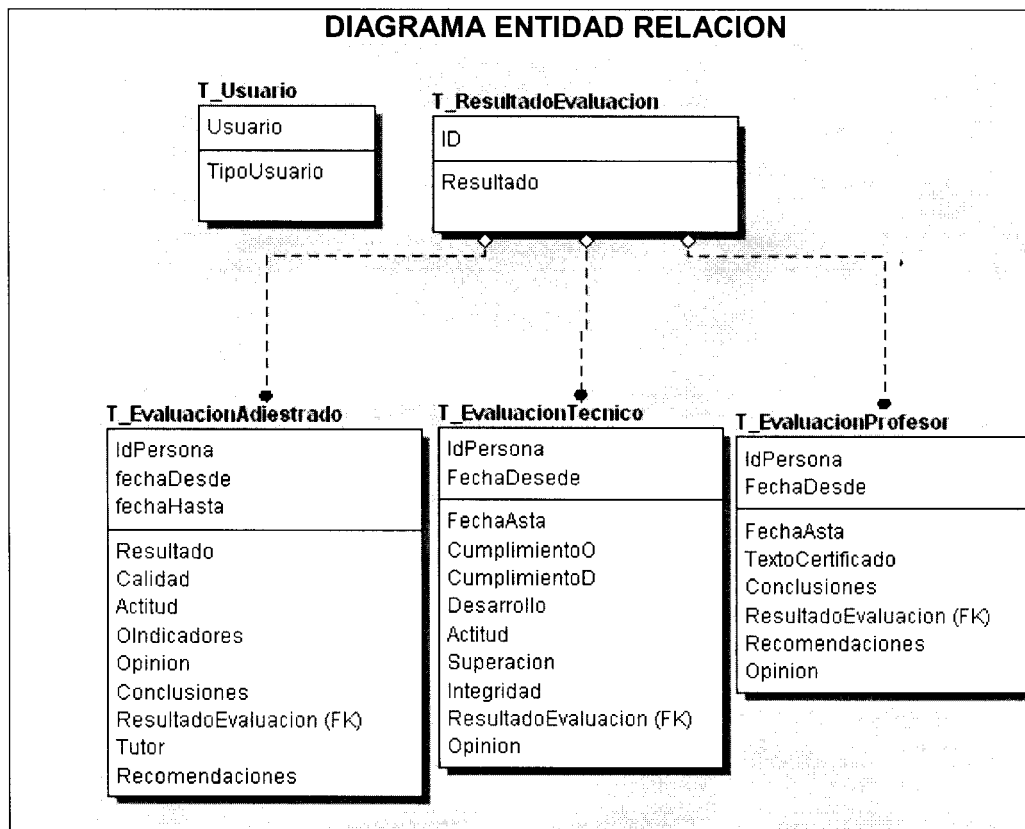 DIAGRAMA ENTIDAD RELACION
T_Usuario
Usuario
TipoUsuario
T_ResultadoEvaluacion
ID
Resultado
T_EvaluacionAdiestrado
IdPersona
fechaDesde
fechaHasta
Resultado
Calidad
Actitud
OIndicadores
Opinion
Conclusiones
ResultadoEvaluacion (FK)
Tutor
Recomendaciones
T_EvaluacionTecnico
IdPersona
FechaDesede
FechaAsta
CumplimientoO
CumplimientoD
Desarrollo
Actitud
Superacion
Integridad
ResultadoEvaluacion (FK)
Opinion
T_EvaluacionProfesor
IdPersona
FechaDesde
FechaAsta
TextoCertificado
Conclusiones
ResultadoEvaluacion (FK)
Recomendaciones
Opinion